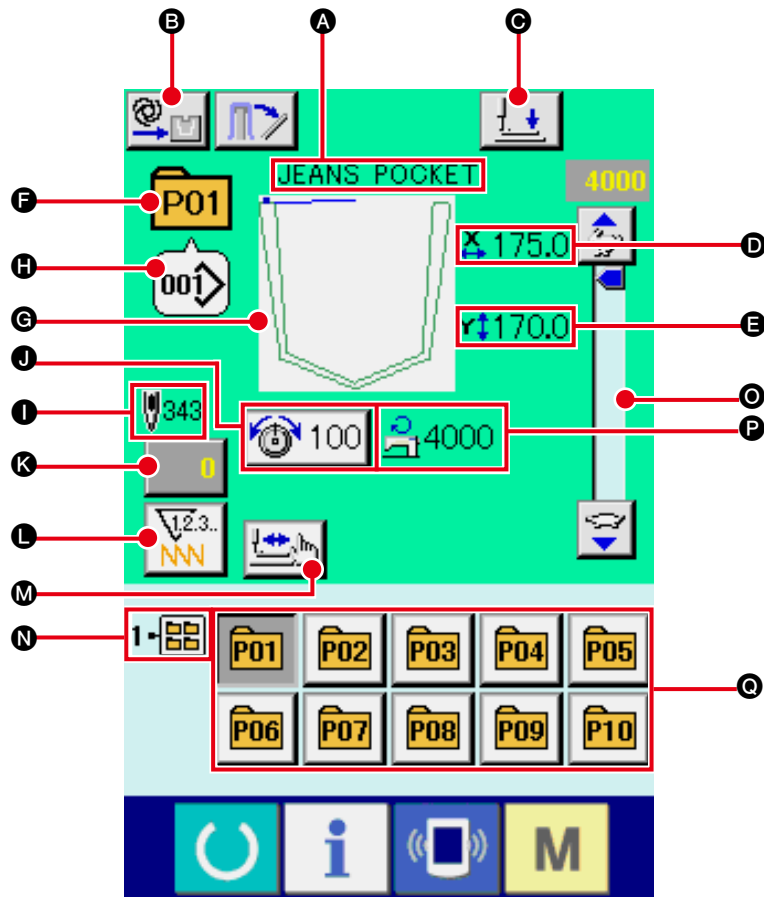 B A C
JEANS POCKET
4000
F P01
X 175.0 D
H 001
G Y 170.0 E
J
I 343 O
100 4000 P
K 0
L 1.2.3..
M
N 1
P01 P02 P03 P04 P05
Q
P06 P07 P08 P09 P10
i M